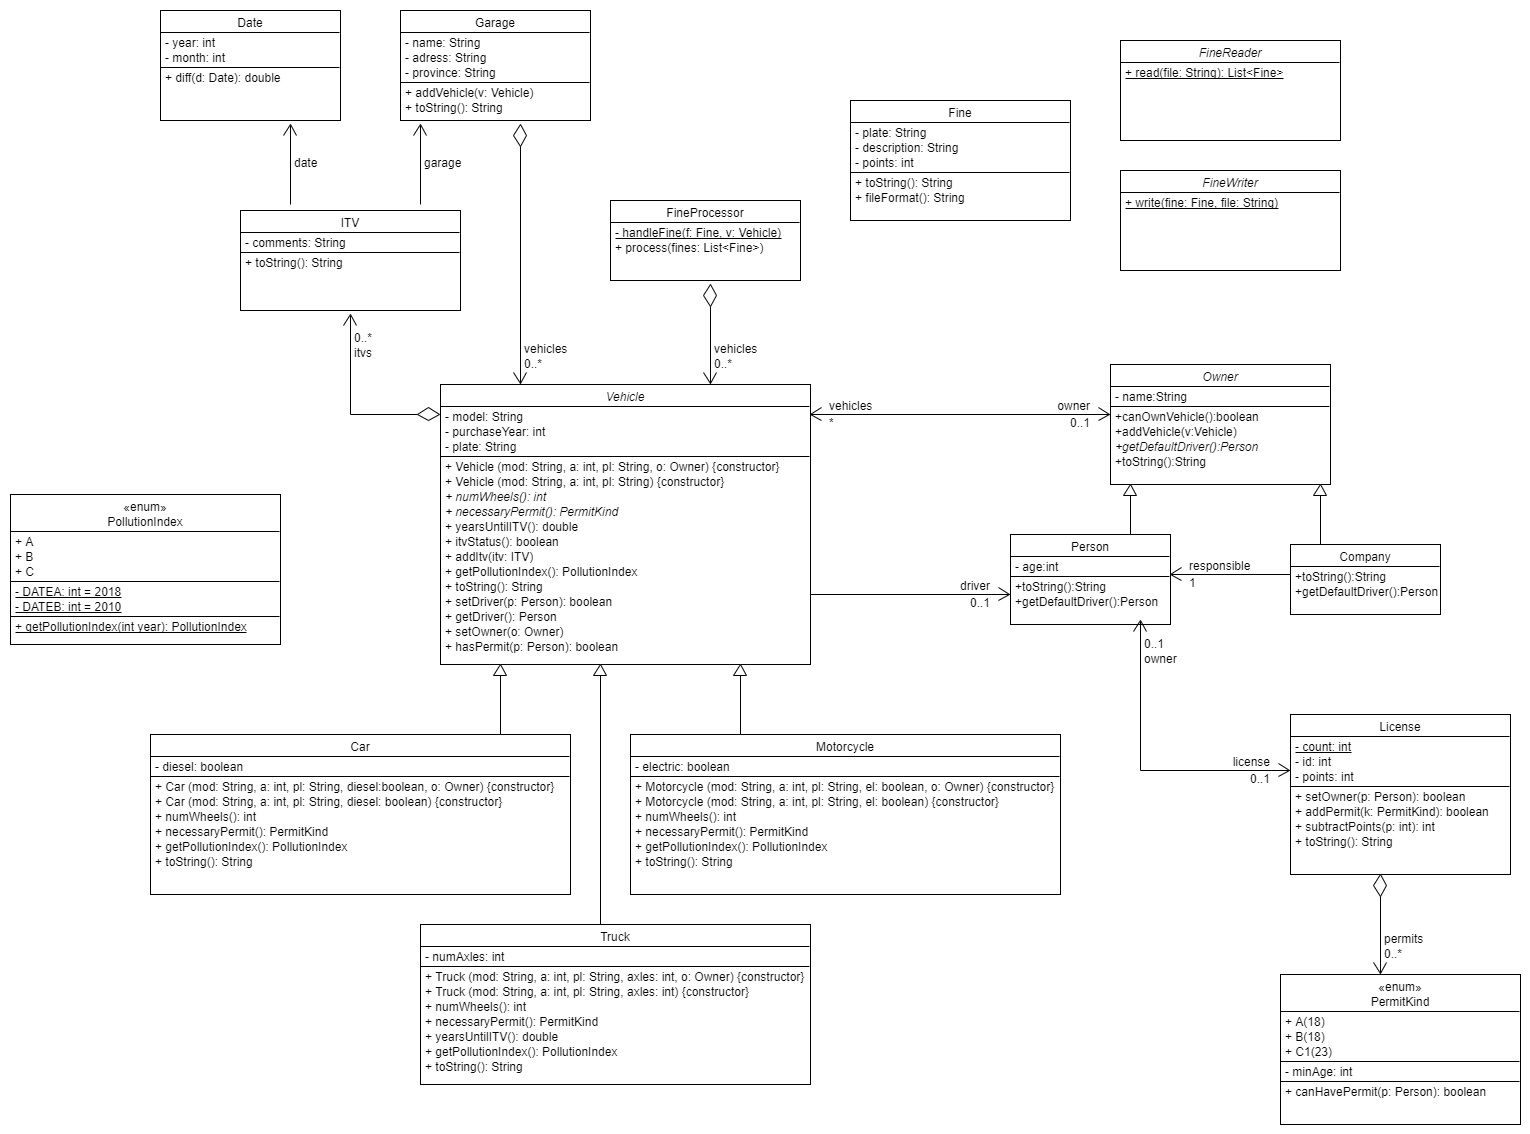 Date
- year: int
- month: int
+ diff(d: Date): double
Garage
- name: String
- adress: String
- province: String
+ addVehicle(v: Vehicle)
+ toString(): String
FineReader
+ read(file: String): List<Fine>
Fine
- plate: String
- description: String
- points: int
+ toString(): String
+ fileFormat(): String
FineWriter
+ write(fine: Fine, file: String)
date
garage
ITV
- comments: String
+ toString(): String
FineProcessor
- handleFine(f: Fine, v: Vehicle)
+ process(fines: List<Fine>)
0..*
itvs
vehicles
0..*
vehicles
0..*
Vehicle
- model: String
- purchaseYear: int
- plate: String
+ Vehicle (mod: String, a: int, pl: String, o: Owner) {constructor}
+ Vehicle (mod: String, a: int, pl: String) {constructor}
+ numWheels(): int
+ necessaryPermit(): PermitKind
+ yearsUntilITV(): double
+ itvStatus(): boolean
+ addItv(itv: ITV)
+ getPollutionIndex(): PollutionIndex
+ toString(): String
+ setDriver(p: Person): boolean
+ getDriver(): Person
+ setOwner(o: Owner)
+ hasPermit(p: Person): boolean
vehicles
*
owner
0..1
Owner
- name:String
+canOwnVehicle():boolean
+addVehicle(v:Vehicle)
+getDefaultDriver():Person
+toString():String
«enum»
PollutionIndex
+ A
+ B
+ C
- DATEA: int = 2018
- DATEB: int = 2010
+ getPollutionIndex(int year): PollutionIndex
driver
0..1
Person
- age:int
+toString():String
+getDefaultDriver():Person
responsible
1
Company
+toString():String
+getDefaultDriver():Person
0..1
owner
license
0..1
License
- count: int
- id: int
- points: int
+ setOwner(p: Person): boolean
+ addPermit(k: PermitKind): boolean
+ subtractPoints(p: int): int
+ toString(): String
Car
- diesel: boolean
+ Car (mod: String, a: int, pl: String, diesel:boolean, o: Owner) {constructor}
+ Car (mod: String, a: int, pl: String, diesel: boolean) {constructor}
+ numWheels(): int
+ necessaryPermit(): PermitKind
+ getPollutionIndex(): PollutionIndex
+ toString(): String
Motorcycle
- electric: boolean
+ Motorcycle (mod: String, a: int, pl: String, el: boolean, o: Owner) {constructor}
+ Motorcycle (mod: String, a: int, pl: String, el: boolean) {constructor}
+ numWheels(): int
+ necessaryPermit(): PermitKind
+ getPollutionIndex(): PollutionIndex
+ toString(): String
Truck
- numAxles: int
+ Truck (mod: String, a: int, pl: String, axles: int, o: Owner) {constructor}
+ Truck (mod: String, a: int, pl: String, axles: int) {constructor}
+ numWheels(): int
+ necessaryPermit(): PermitKind
+ yearsUntilITV(): double
+ getPollutionIndex(): PollutionIndex
+ toString(): String
permits
0..*
«enum»
PermitKind
+ A(18)
+ B(18)
+ C1(23)
- minAge: int
+ canHavePermit(p: Person): boolean